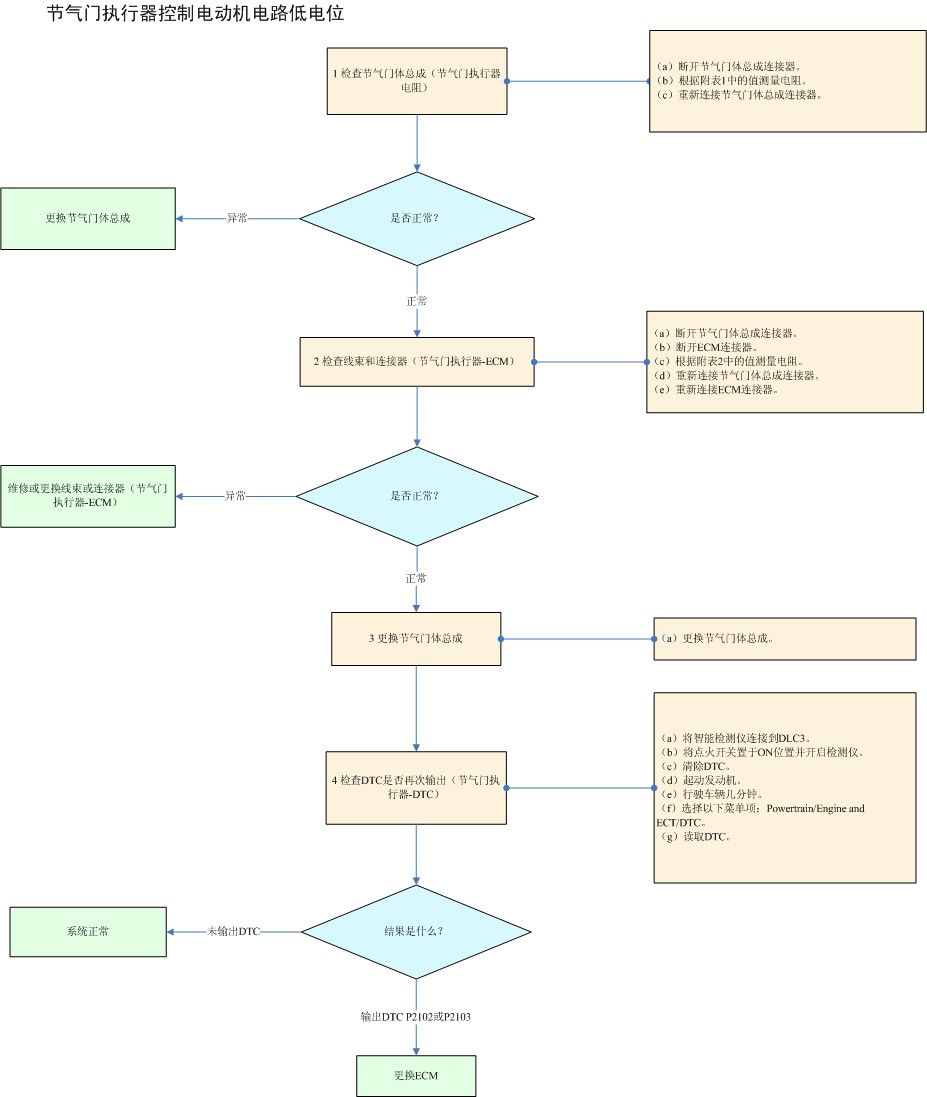 节气门执行器控制电动机电路低电位
1 检查节气门体总成（节气门执行器
电阻）
（a）断开节气门体总成连接器。
（b）根据附表1中的值测量电阻。
（c）重新连接节气门体总成连接器。
更换节气门体总成
异常
是否正常？
正常
2 检查线束和连接器（节气门执行器-ECM）
（a）断开节气门体总成连接器。
（b）断开ECM连接器。
（c）根据附表2中的值测量电阻。
（d）重新连接节气门体总成连接器。
（e）重新连接ECM连接器。
维修或更换线束或连接器（节气门
执行器-ECM）
异常
是否正常？
正常
3 更换节气门体总成
（a）更换节气门体总成。
4 检查DTC是否再次输出（节气门执
行器-DTC）
（a）将智能检测仪连接到DLC3。
（b）将点火开关置于ON位置并开启检测仪。
（c）清除DTC。
（d）起动发动机。
（e）行驶车辆几分钟。
（f）选择以下菜单项：Powertrain/Engine and
ECT/DTC。
（g）读取DTC。
系统正常
未输出DTC
结果是什么？
输出DTC P2102或P2103
更换ECM